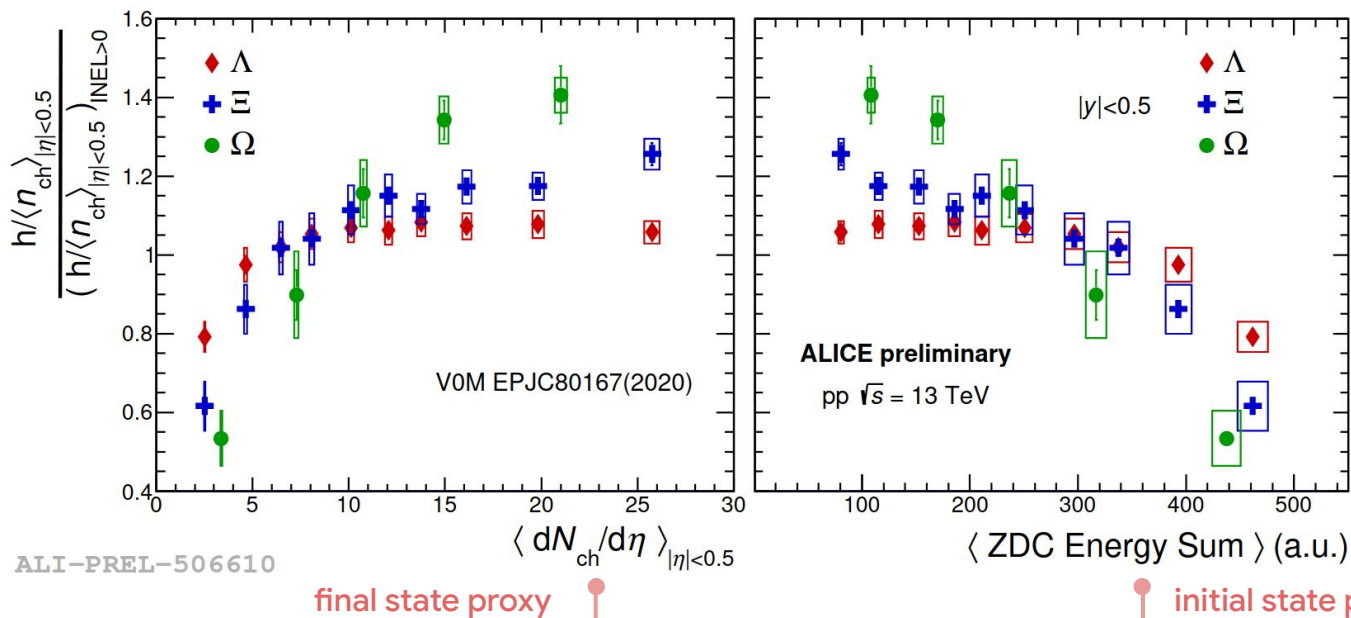 h/⟨n_ch⟩_|η|<0.5
( h/⟨n_ch⟩_|η|<0.5 )_INEL>0
1.6
1.4
1.2
1
0.8
0.6
0.4
Λ
Ξ
Ω
V0M EPJC80167(2020)
0 5 10 15 20 25 30
⟨ dN_ch/dη ⟩_|η|<0.5
Λ
Ξ
Ω
|y|<0.5
ALICE preliminary
pp √s = 13 TeV
100 200 300 400 500
⟨ ZDC Energy Sum ⟩ (a.u.)
ALI-PREL-506610
final state proxy
initial state p